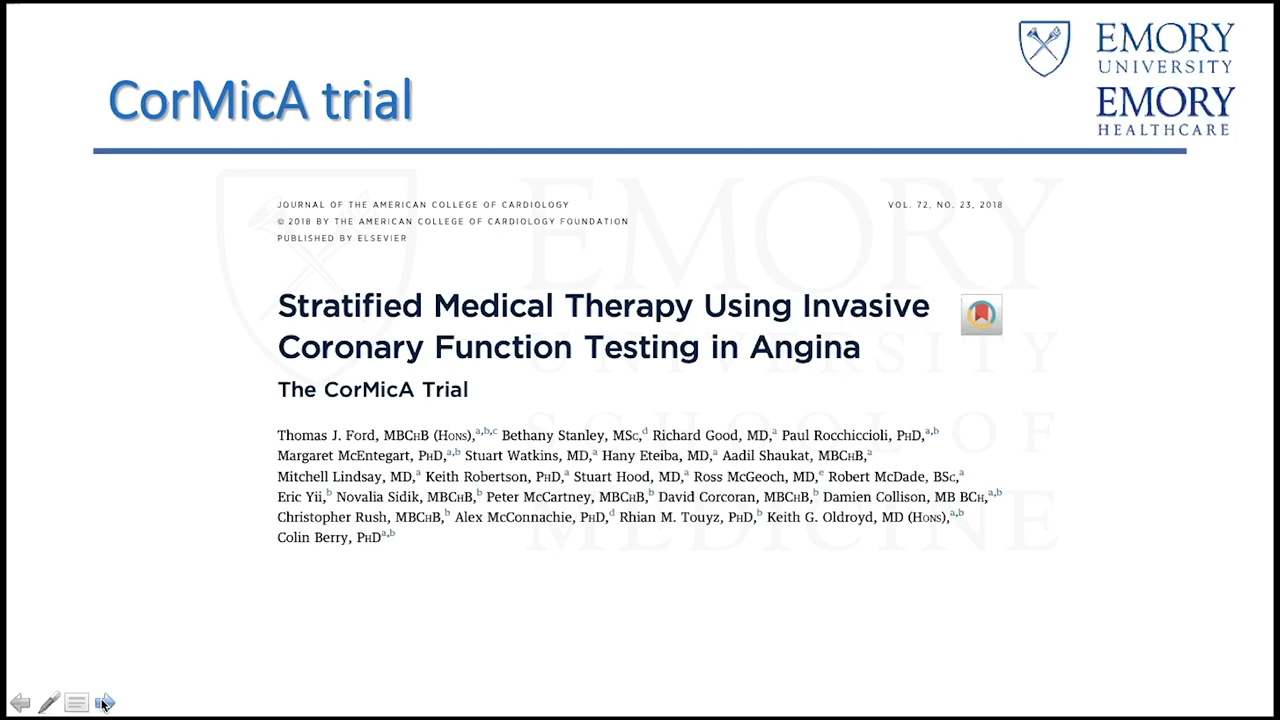 CorMicA trial
EMORY
UNIVERSITY
EMORY
HEALTHCARE
JOURNAL OF THE AMERICAN COLLEGE OF CARDIOLOGY
VOL. 72, NO. 23, 2018
© 2018 BY THE AMERICAN COLLEGE OF CARDIOLOGY FOUNDATION
PUBLISHED BY ELSEVIER
Stratified Medical Therapy Using Invasive
Coronary Function Testing in Angina
The CorMicA Trial
Thomas J. Ford, MBCHB (HONS),a,b,c Bethany Stanley, MSC,d Richard Good, MD,a Paul Rocchiccioli, PHD,a,b
Margaret McEntegart, PHD,a,b Stuart Watkins, MD,a Hany Eteiba, MD,a Aadil Shaukat, MBCHB,a
Mitchell Lindsay, MD,a Keith Robertson, PHD,a Stuart Hood, MD,a Ross McGeoch, MD,e Robert McDade, BSC,a
Eric Yii,b Novalia Sidik, MBCHB,b Peter McCartney, MBCHB,b David Corcoran, MBCHB,b Damien Collison, MB BCH,a,b
Christopher Rush, MBCHB,b Alex McConnachie, PHD,d Rhian M. Touyz, PHD,b Keith G. Oldroyd, MD (HONS),a,b
Colin Berry, PHDa,b
EMORY
UNIVERSITY
SCHOOL OF
MEDICINE